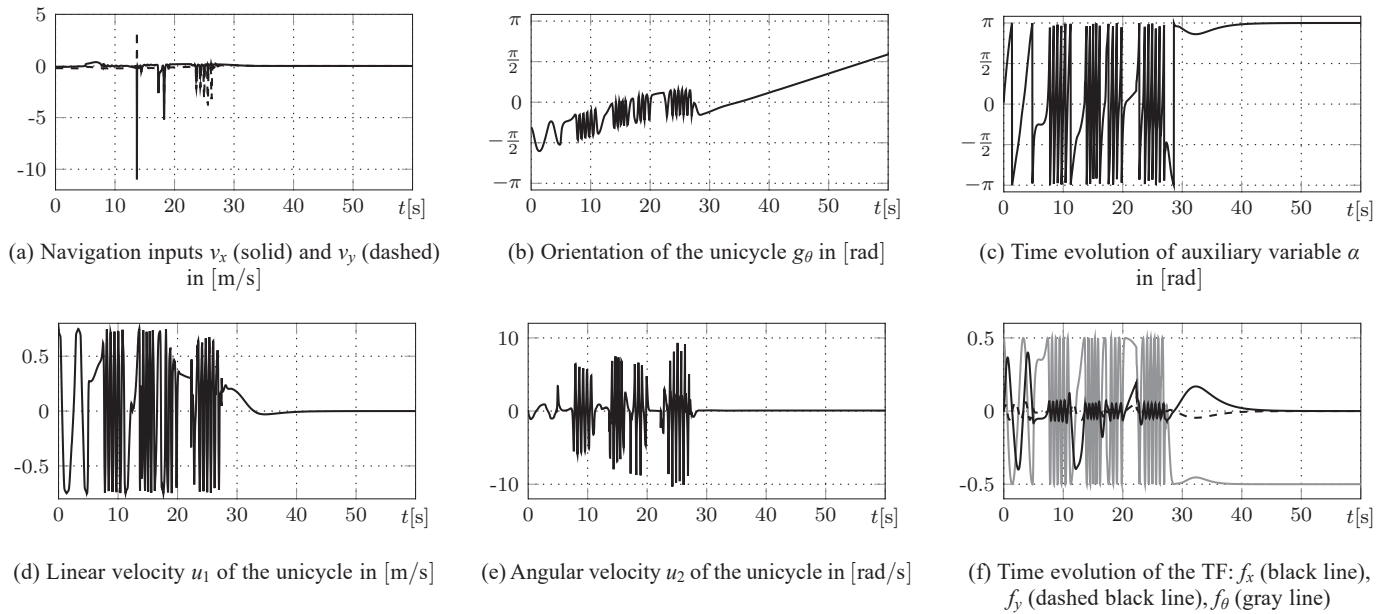 5
0
-5
-10
0 10 20 30 40 50 t[s]
(a) Navigation inputs vx (solid) and vy (dashed)
in [m/s]
π
π/2
0
−π/2
−π
0 10 20 30 40 50 t[s]
(b) Orientation of the unicycle gθ in [rad]
π
π/2
0
−π/2
−π
0 10 20 30 40 50 t[s]
(c) Time evolution of auxiliary variable α
in [rad]
0.5
0
-0.5
0 10 20 30 40 50 t[s]
(d) Linear velocity u1 of the unicycle in [m/s]
10
0
-10
0 10 20 30 40 50 t[s]
(e) Angular velocity u2 of the unicycle in [rad/s]
0.5
0
-0.5
0 10 20 30 40 50 t[s]
(f) Time evolution of the TF: fx (black line),
fy (dashed black line), fθ (gray line)